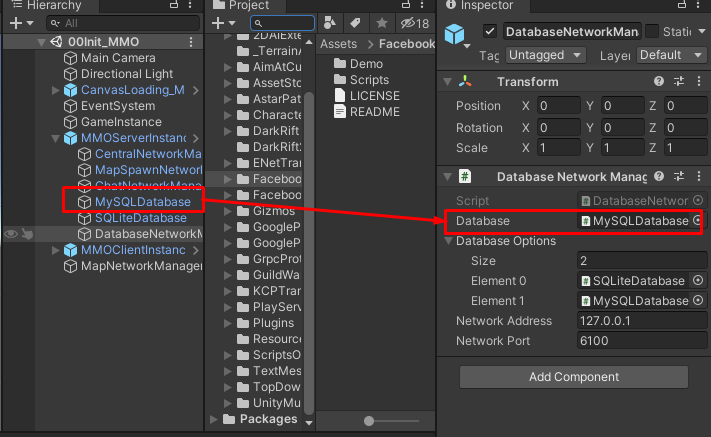 Hierarchy
All
00Init_MMO
Main Camera
Directional Light
CanvasLoading_M
EventSystem
GameInstance
MMOServerInstanc
CentralNetworkMa
MapSpawnNetwor
ChatNetworkMana
MySQLDatabase
SQLiteDatabase
DatabaseNetworkM
MMOClientInstanc
MapNetworkManager
Project
18
2DAIExte
_TerrainA
AimAtCu
AssetSto
AstarPat
Characte
DarkRift
DarkRift2
ENetTran
Faceboo
Faceboo
Gizmos
GoogleP
GoogleP
GrpcProt
GuildWa
KCPTran
PlayServ
Plugins
Resourc
ScriptsO
TextMes
TopDow
UnityMu
Packages
Assets > Facebook
Demo
Scripts
LICENSE
README
Inspector
DatabaseNetworkMan
Static
Tag Untagged
Layer Default
Transform
Position X 0 Y 0 Z 0
Rotation X 0 Y 0 Z 0
Scale X 1 Y 1 Z 1
Database Network Manag
Script DatabaseNetwor
Database MySQLDatabase
Database Options
Size 2
Element 0 SQLiteDatabase
Element 1 MySQLDatabase
Network Address 127.0.0.1
Network Port 6100
Add Component